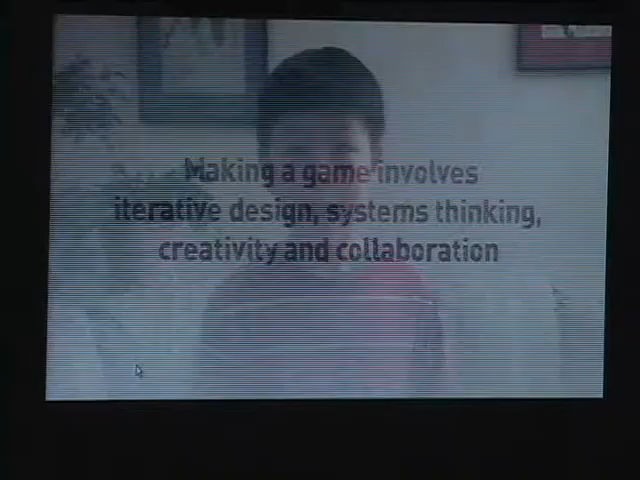 Making a game involves
iterative design, systems thinking,
creativity and collaboration